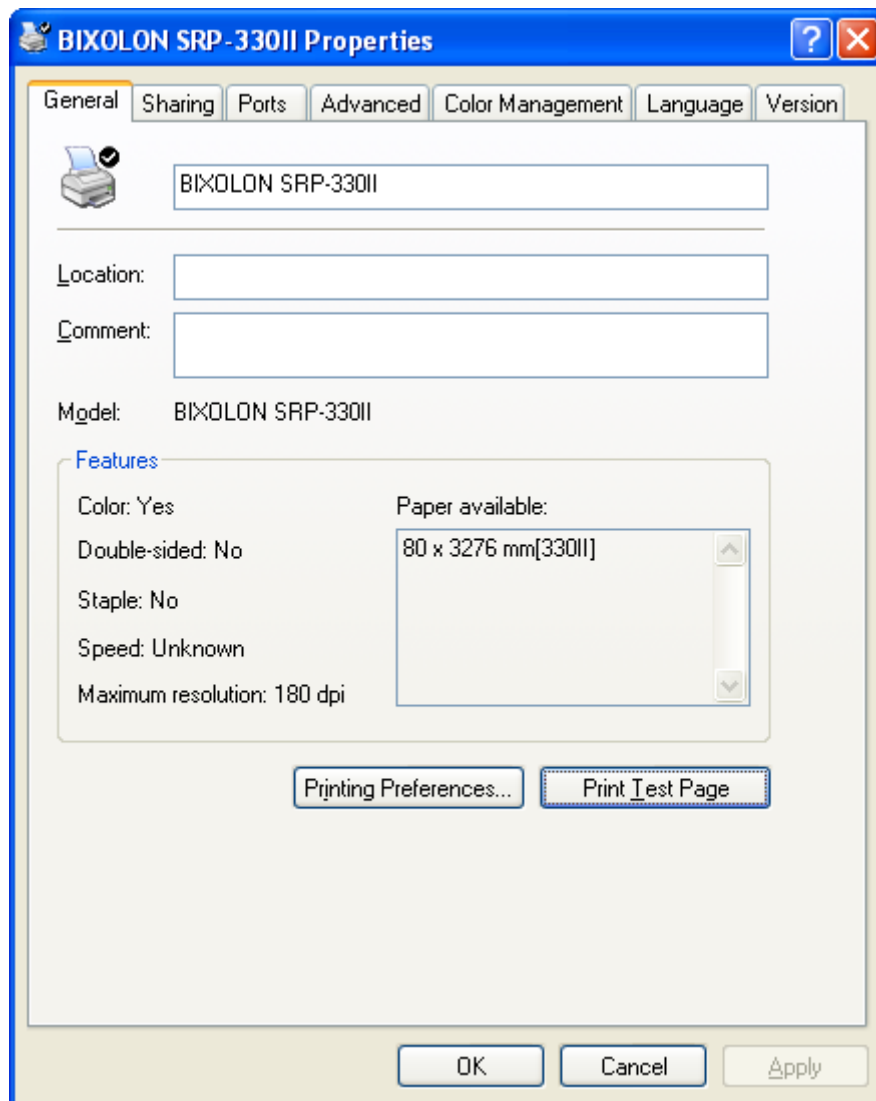 BIXOLON SRP-330II Properties
General Sharing Ports Advanced Color Management Language Version
BIXOLON SRP-330II
Location:
Comment:
Model: BIXOLON SRP-330II
Features
Color: Yes
Double-sided: No
Staple: No
Speed: Unknown
Maximum resolution: 180 dpi
Paper available:
80 x 3276 mm[330II]
Printing Preferences... Print Test Page
OK Cancel Apply